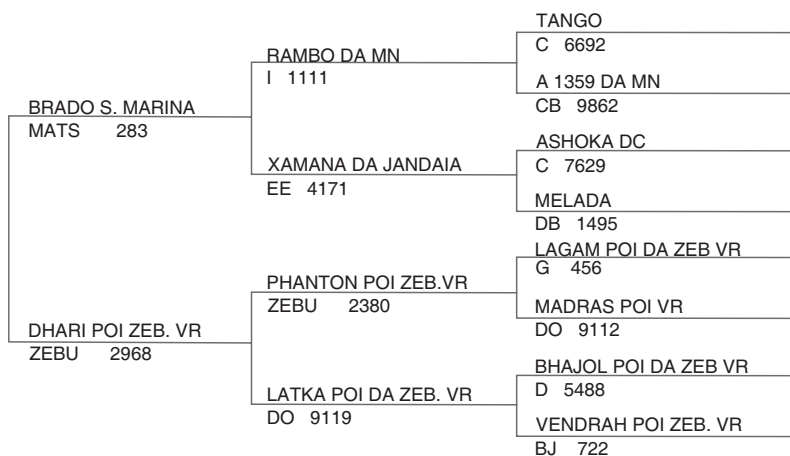 BRADO S. MARINA
MATS 283
DHARI POI ZEB. VR
ZEBU 2968
RAMBO DA MN
I 1111
XAMANA DA JANDAIA
EE 4171
PHANTON POI ZEB.VR
ZEBU 2380
LATKA POI DA ZEB. VR
DO 9119
TANGO
C 6692
A 1359 DA MN
CB 9862
ASHOKA DC
C 7629
MELADA
DB 1495
LAGAM POI DA ZEB VR
G 456
MADRAS POI VR
DO 9112
BHAJOL POI DA ZEB VR
D 5488
VENDRAH POI ZEB. VR
BJ 722